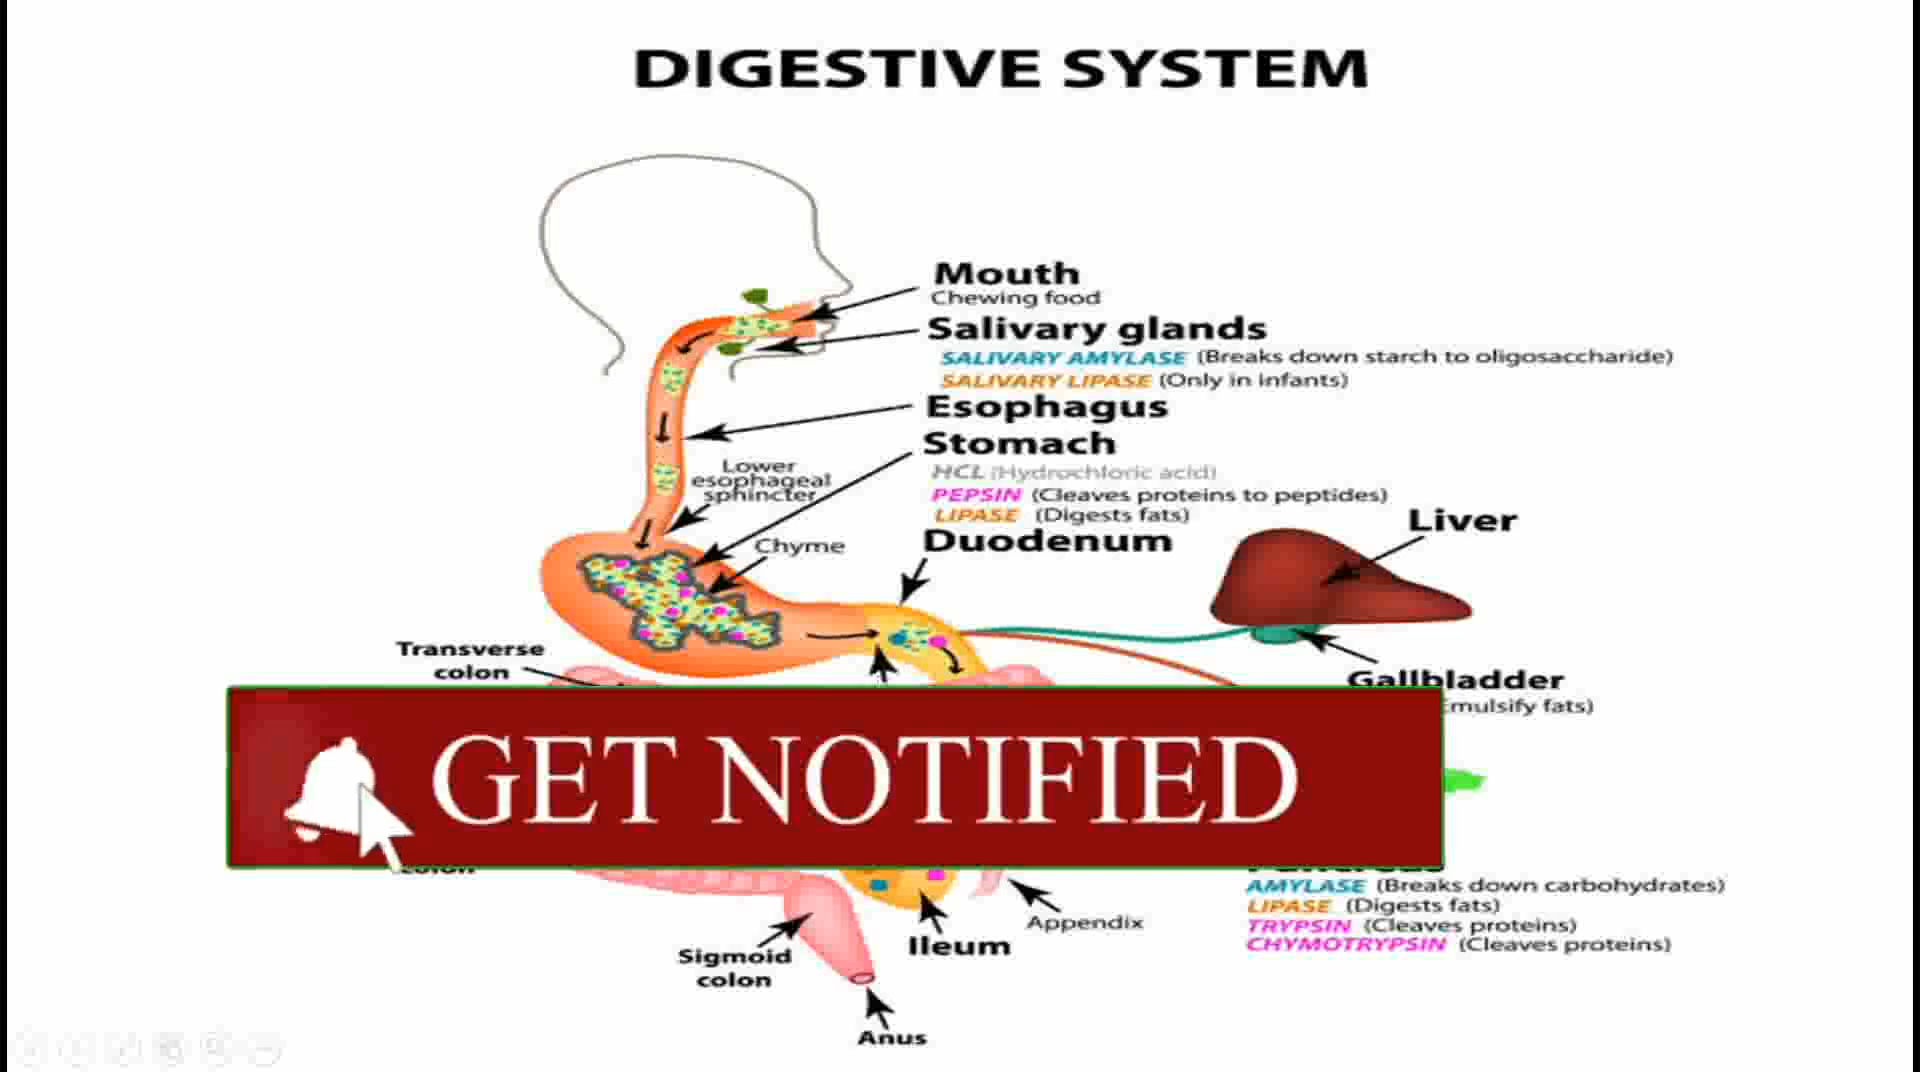 DIGESTIVE SYSTEM
Mouth
Chewing food
Salivary glands
SALIVARY AMYLASE (Breaks down starch to oligosaccharide)
SALIVARY LIPASE (Only in infants)
Esophagus
Stomach
HCL (Hydrochloric acid)
PEPSIN (Cleaves proteins to peptides)
LIPASE (Digests fats)
Lower
esophageal
sphincter
Chyme
Duodenum
Liver
Transverse
colon
Gallbladder
Emulsify fats)
GET NOTIFIED
colon
AMYLASE (Breaks down carbohydrates)
LIPASE (Digests fats)
TRYPSIN (Cleaves proteins)
CHYMOTRYPSIN (Cleaves proteins)
Appendix
Ileum
Sigmoid
colon
Anus